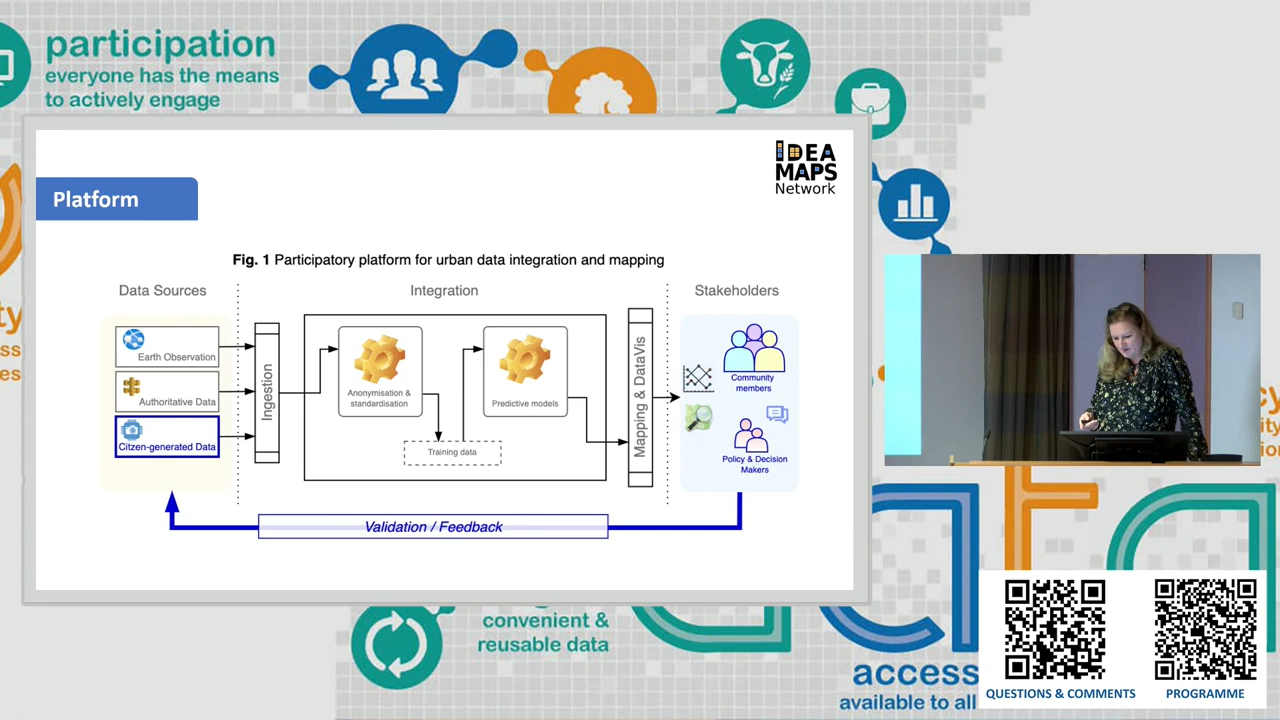 participation
everyone has the means
to actively engage
IDEA
MAPS
Network
Platform
Fig. 1 Participatory platform for urban data integration and mapping
Data Sources
Integration
Stakeholders
Earth Observation
Authoritative Data
Citzen-generated Data
Ingestion
Anonymisation &
standardisation
Predictive models
Training data
Mapping & DataVis
Community
members
Policy & Decision
Makers
Validation / Feedback
convenient &
reusable data
access
available to all
QUESTIONS & COMMENTS
PROGRAMME